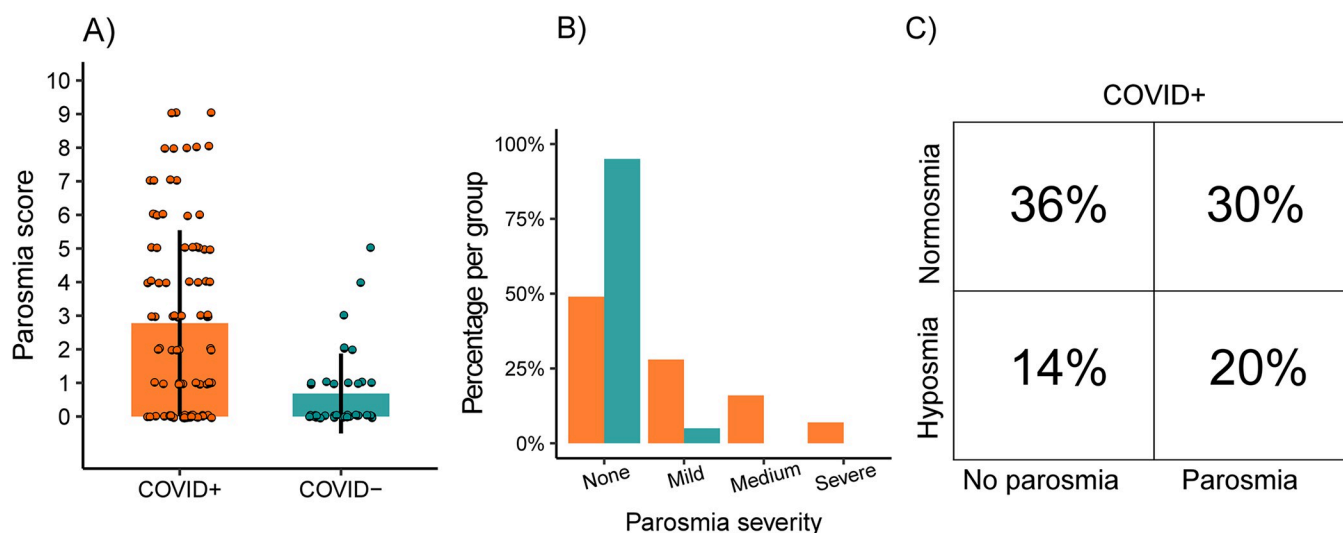 A)
Parosmia score
10
9
8
7
6
5
4
3
2
1
0
COVID+
COVID−
B)
Percentage per group
100%
75%
50%
25%
0%
None
Mild
Medium
Severe
Parosmia severity
C)
COVID+
Normosmia
36%
30%
Hyposmia
14%
20%
No parosmia
Parosmia